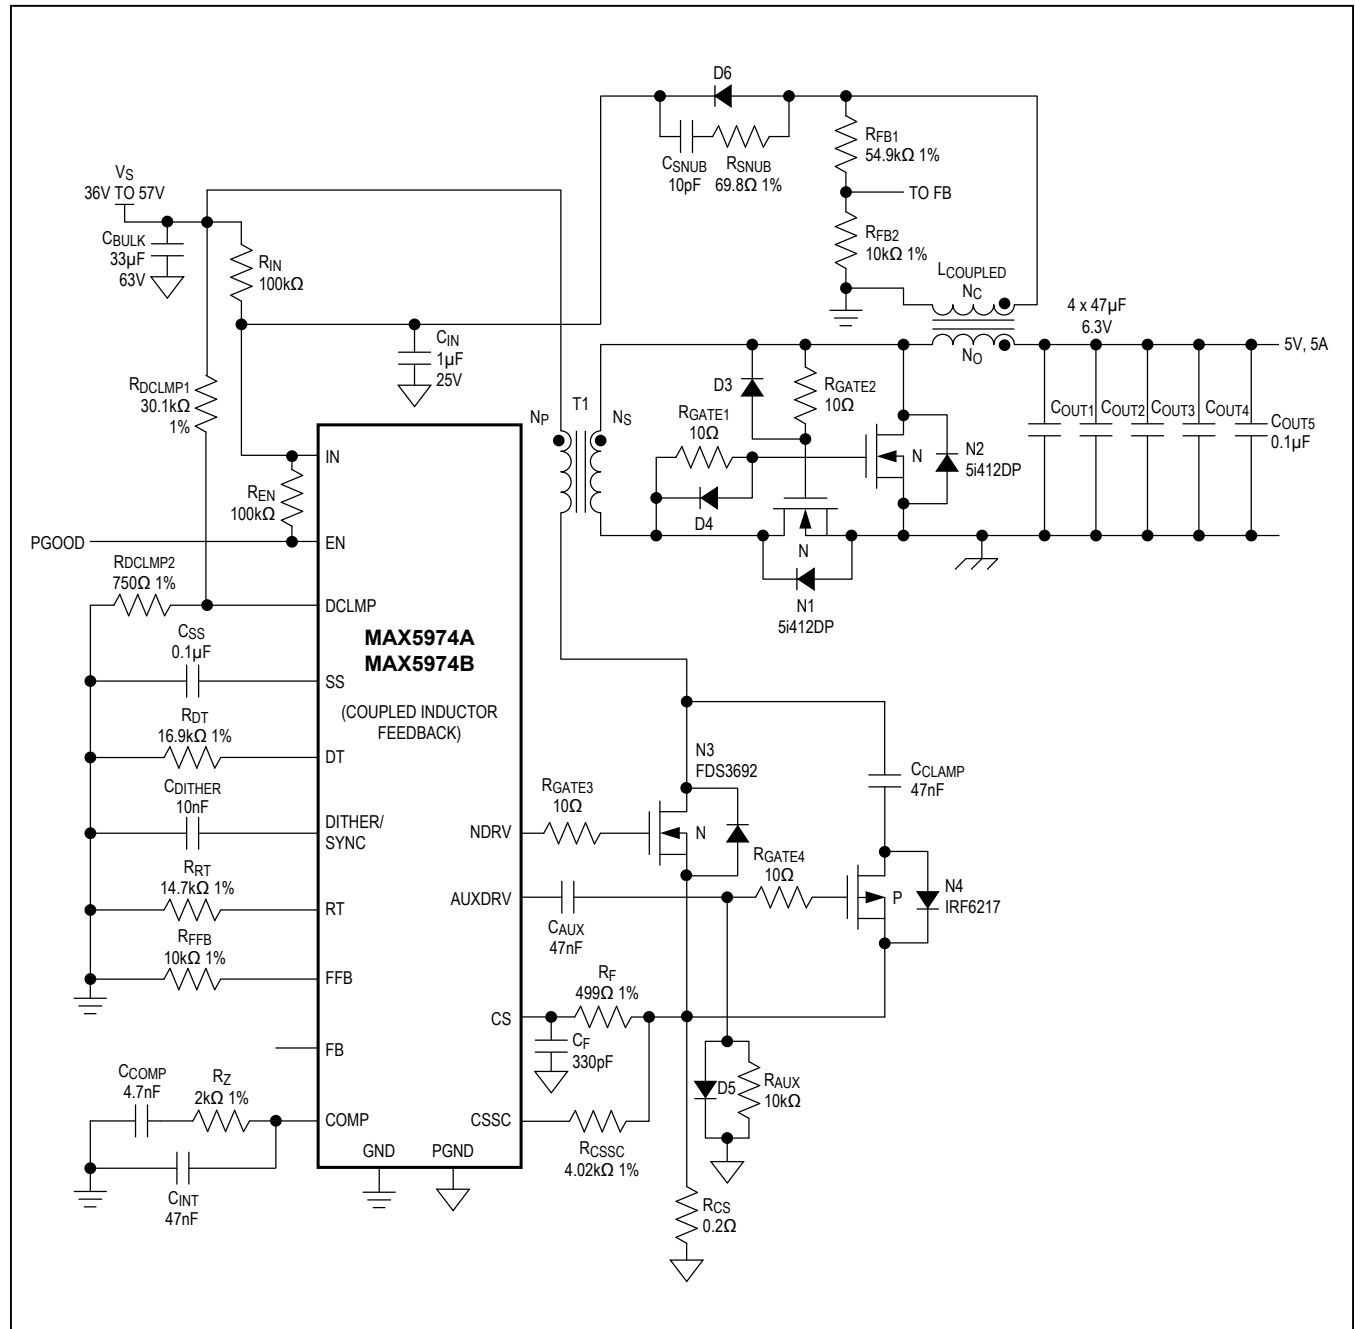 D6
CSNUB
10pF
RSNUB
69.8Ω 1%
RFB1
54.9kΩ 1%
TO FB
RFB2
10kΩ 1%
VS
36V TO 57V
CBULK
33µF
63V
RIN
100kΩ
CIN
1µF
25V
LCOUPLED
NC
NO
4 x 47µF
6.3V
5V, 5A
RDCLMP1
30.1kΩ
1%
NP
T1
NS
D3
RGATE2
10Ω
RGATE1
10Ω
D4
N
N2
5i412DP
N
N1
5i412DP
COUT1
COUT2
COUT3
COUT4
COUT5
0.1µF
REN
100kΩ
PGOOD
RDCLMP2
750Ω 1%
CSS
0.1µF
RDT
16.9kΩ 1%
CDITHER
10nF
RRT
14.7kΩ 1%
RFFB
10kΩ 1%
CCOMP
4.7nF
RZ
2kΩ 1%
CINT
47nF
IN
EN
DCLMP
MAX5974A
MAX5974B
(COUPLED INDUCTOR
FEEDBACK)
SS
DT
DITHER/
SYNC
RT
FFB
FB
COMP
GND
PGND
NDRV
AUXDRV
CS
CSSC
RGATE3
10Ω
N3
FDS3692
N
CCLAMP
47nF
CAUX
47nF
RGATE4
10Ω
P
N4
IRF6217
RF
499Ω 1%
CF
330pF
D5
RAUX
10kΩ
RCSSC
4.02kΩ 1%
RCS
0.2Ω